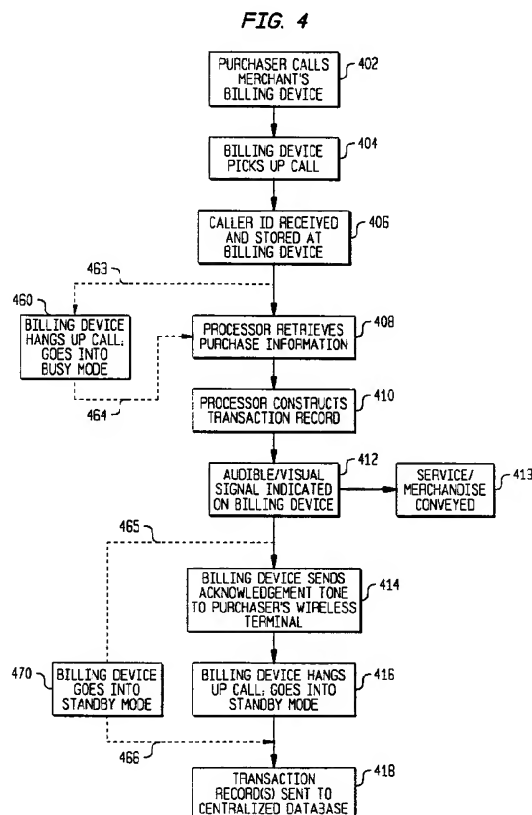 FIG. 4
PURCHASER CALLS
MERCHANT'S
BILLING DEVICE
402
BILLING DEVICE
PICKS UP CALL
404
CALLER ID RECEIVED
AND STORED AT
BILLING DEVICE
406
463
460
BILLING DEVICE
HANGS UP CALL;
GOES INTO
BUSY MODE
464
PROCESSOR RETRIEVES
PURCHASE INFORMATION
408
PROCESSOR CONSTRUCTS
TRANSACTION RECORD
410
AUDIBLE/VISUAL
SIGNAL INDICATED
ON BILLING DEVICE
412
SERVICE/
MERCHANDISE
CONVEYED
413
465
BILLING DEVICE SENDS
ACKNOWLEDGEMENT TONE
TO PURCHASER'S WIRELESS
TERMINAL
414
470
BILLING DEVICE
GOES INTO
STANDBY MODE
BILLING DEVICE HANGS
UP CALL; GOES INTO
STANDBY MODE
416
466
TRANSACTION
RECORD(S) SENT TO
CENTRALIZED DATABASE
418